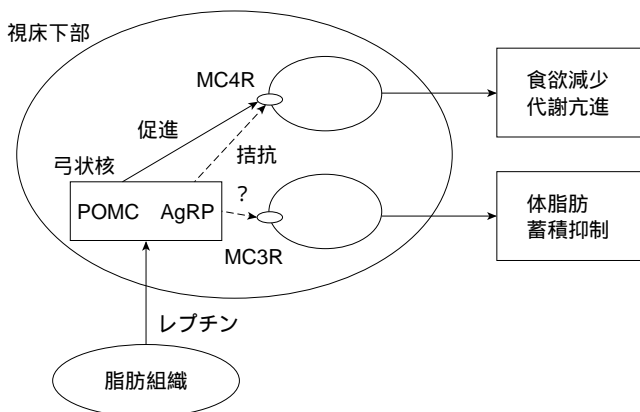 視床下部
MC4R
食欲減少
代謝亢進
促進
拮抗
弓状核
?
POMC AgRP
体脂肪
蓄積抑制
MC3R
レプチン
脂肪組織